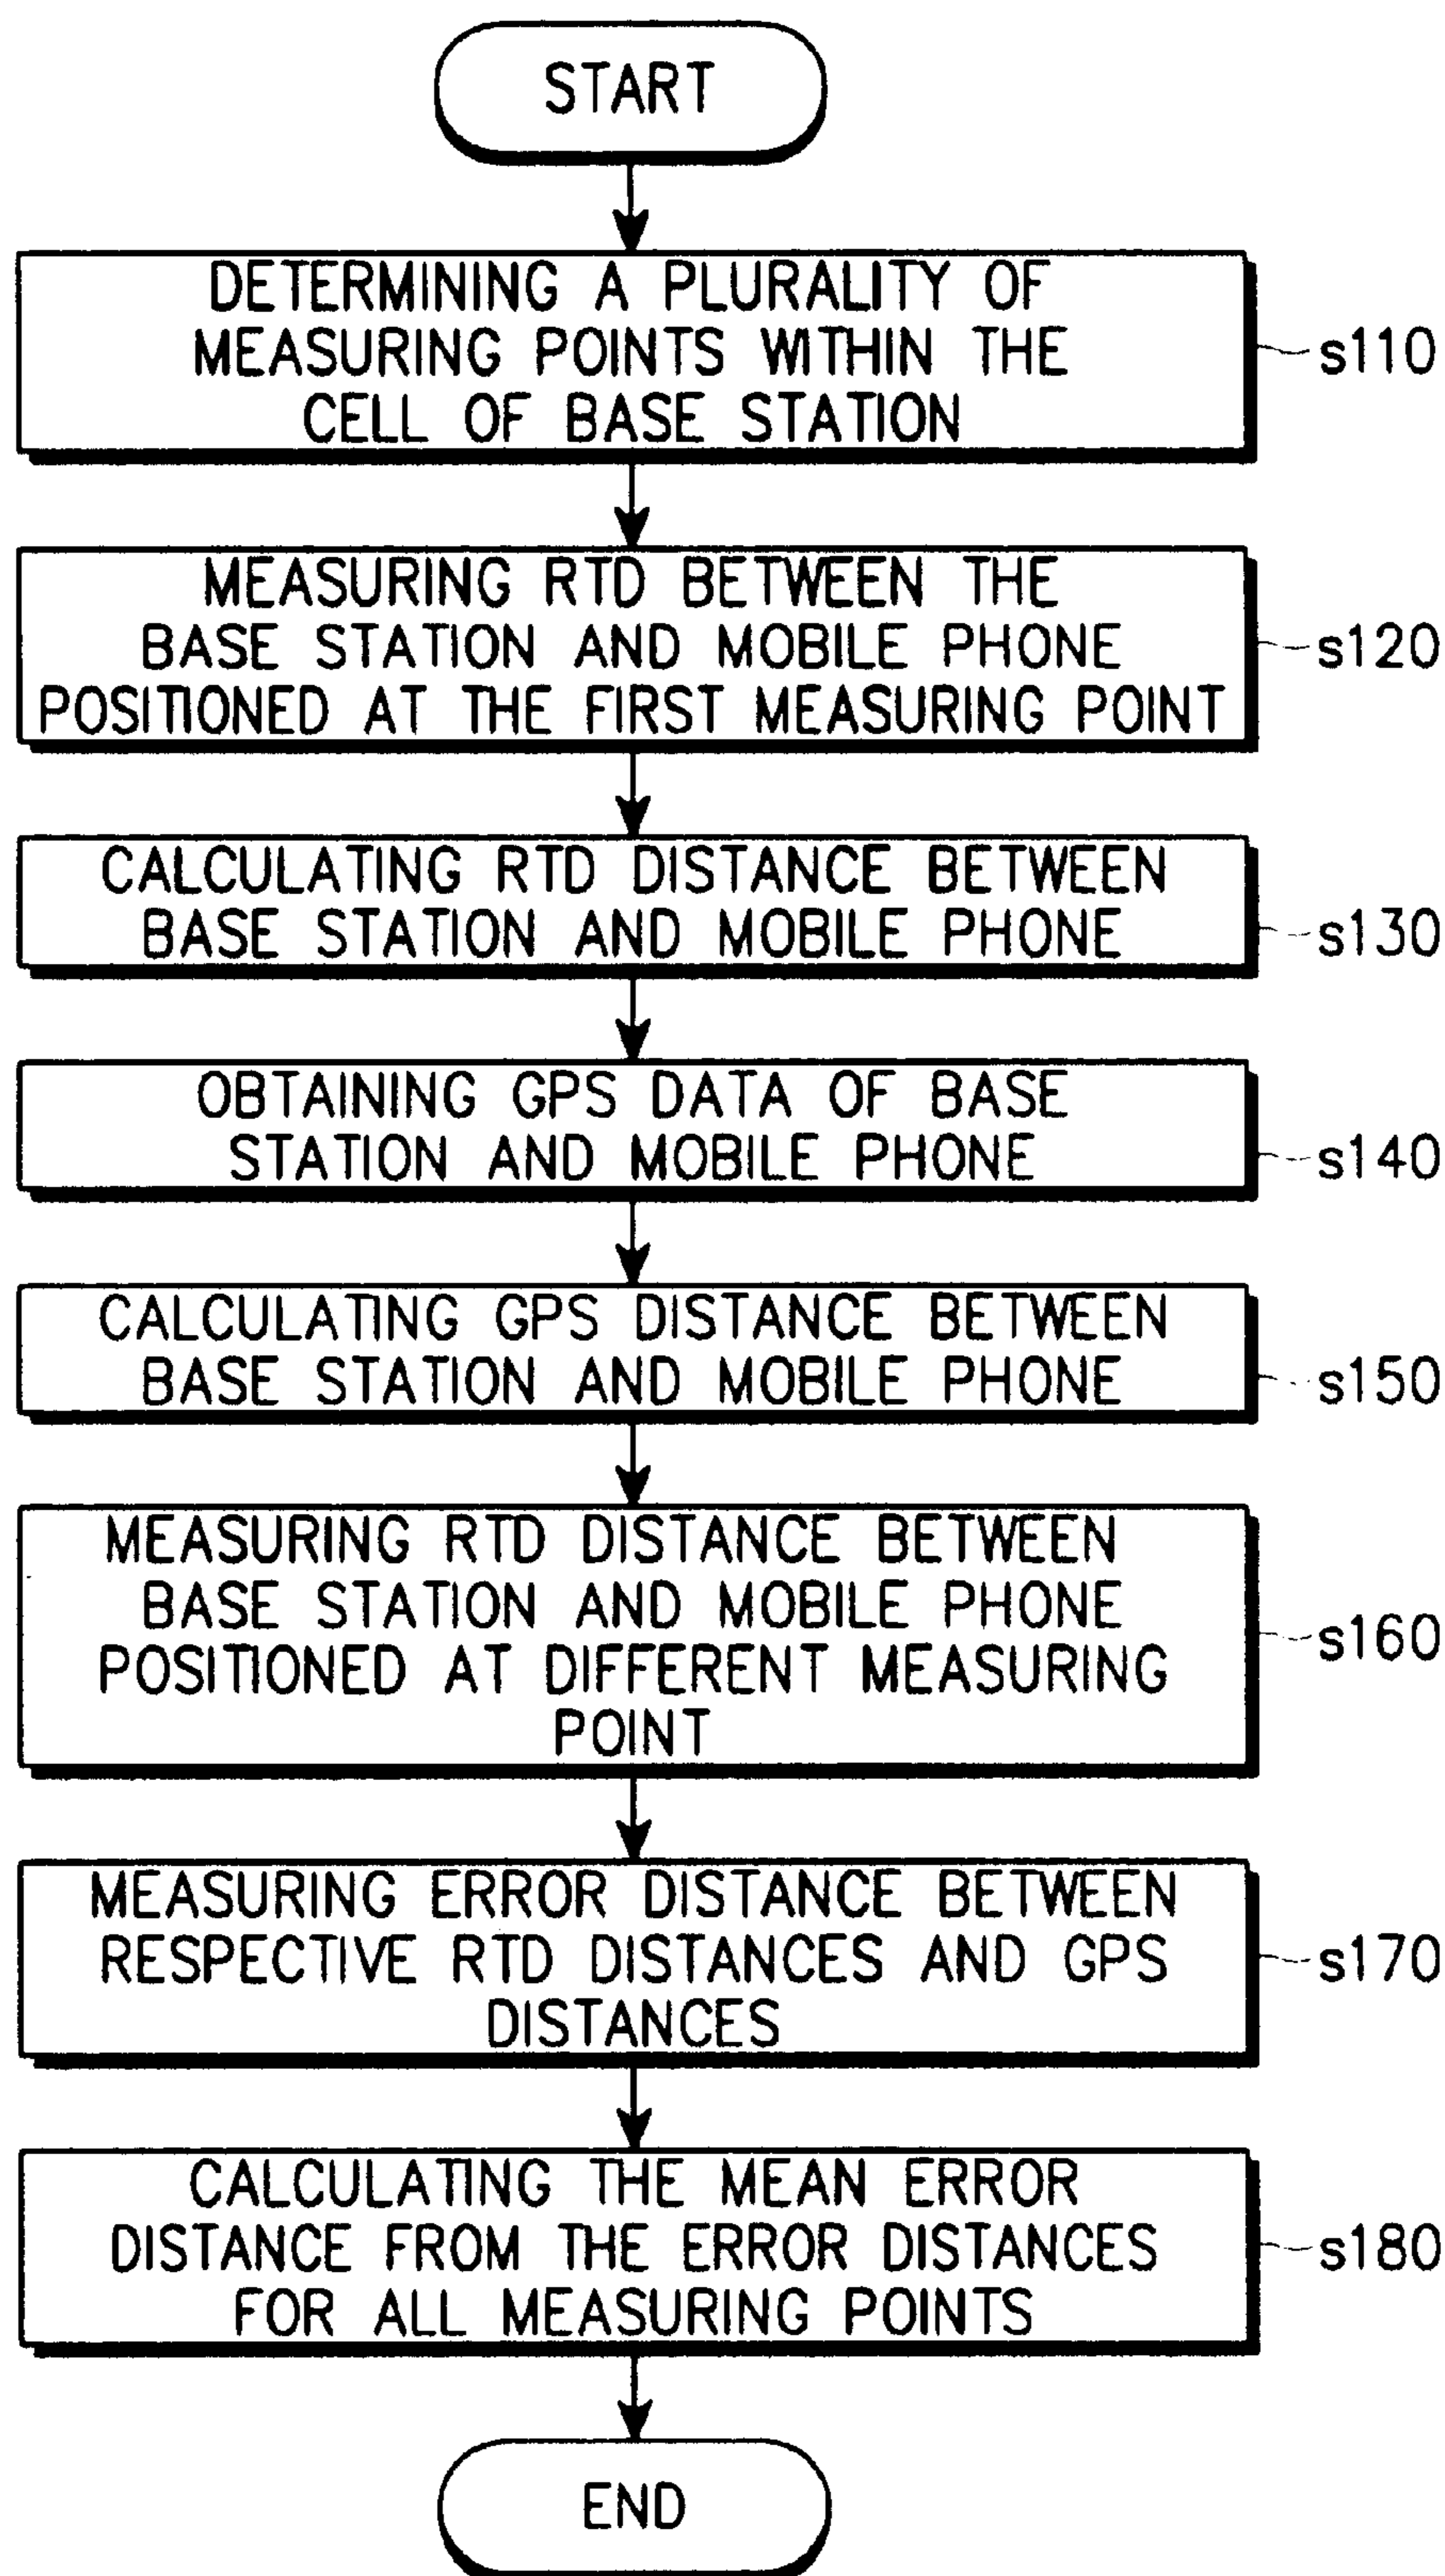 START
DETERMINING A PLURALITY OF
MEASURING POINTS WITHIN THE
CELL OF BASE STATION
s110
MEASURING RTD BETWEEN THE
BASE STATION AND MOBILE PHONE
POSITIONED AT THE FIRST MEASURING POINT
s120
CALCULATING RTD DISTANCE BETWEEN
BASE STATION AND MOBILE PHONE
s130
OBTAINING GPS DATA OF BASE
STATION AND MOBILE PHONE
s140
CALCULATING GPS DISTANCE BETWEEN
BASE STATION AND MOBILE PHONE
s150
MEASURING RTD DISTANCE BETWEEN
BASE STATION AND MOBILE PHONE
POSITIONED AT DIFFERENT MEASURING
POINT
s160
MEASURING ERROR DISTANCE BETWEEN
RESPECTIVE RTD DISTANCES AND GPS
DISTANCES
s170
CALCULATING THE MEAN ERROR
DISTANCE FROM THE ERROR DISTANCES
FOR ALL MEASURING POINTS
s180
END